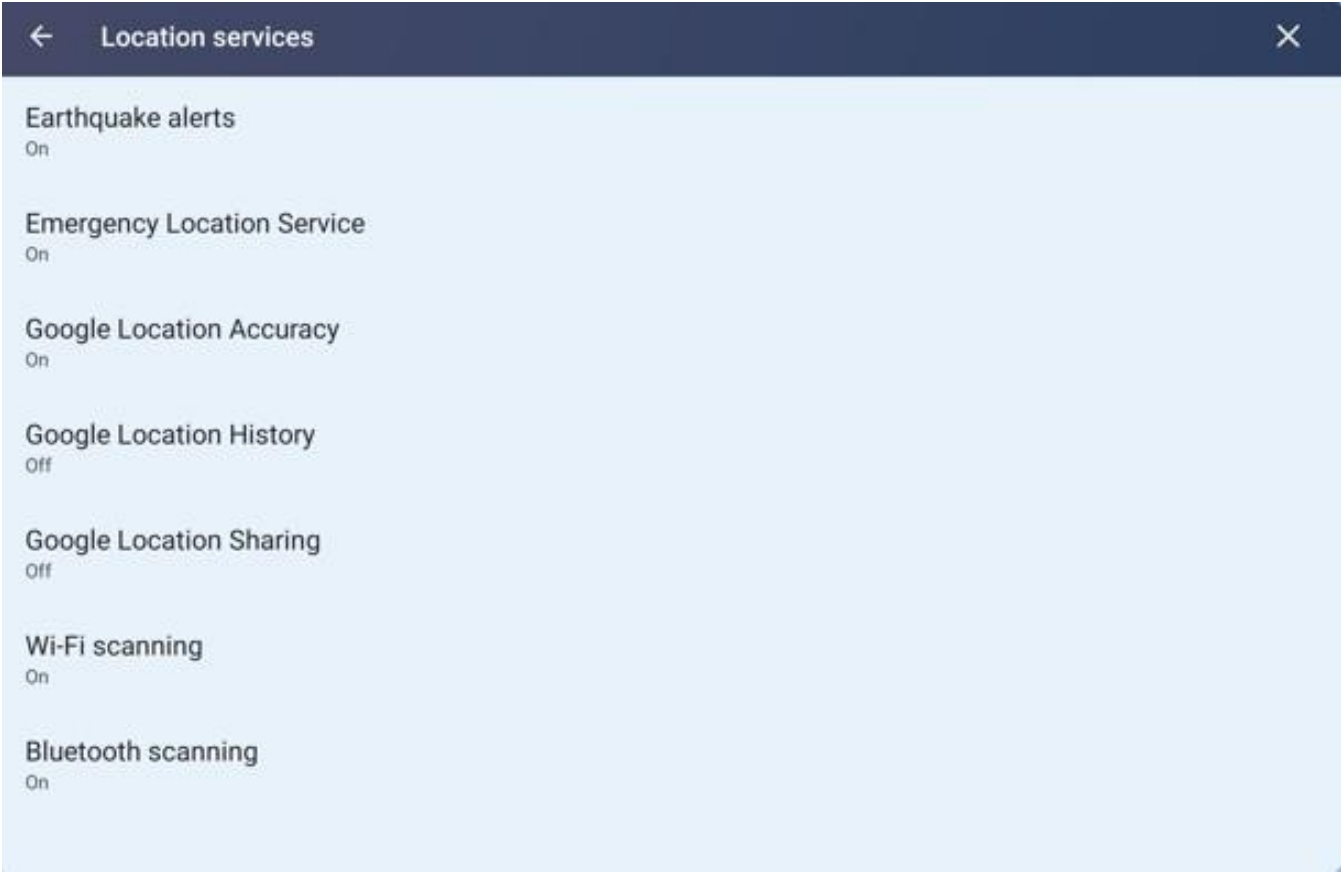 Location services
Earthquake alerts
On
Emergency Location Service
On
Google Location Accuracy
On
Google Location History
Off
Google Location Sharing
Off
Wi-Fi scanning
On
Bluetooth scanning
On